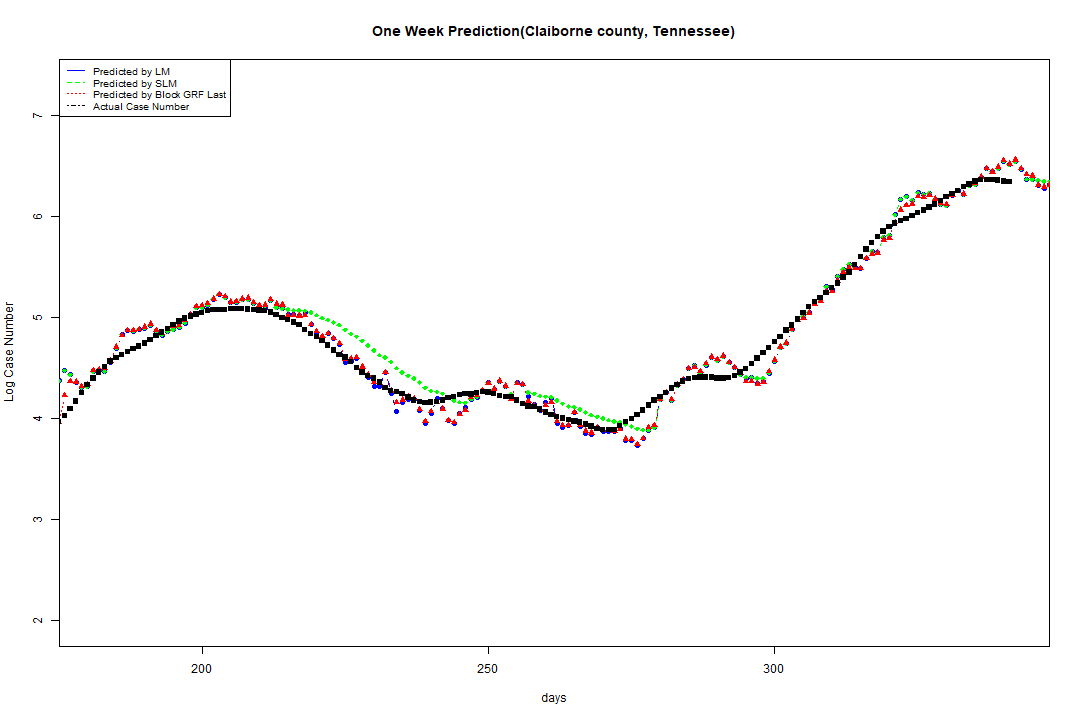 One Week Prediction(Claiborne county, Tennessee)
Predicted by LM
Predicted by SLM
Predicted by Block GRF Last
Actual Case Number
Log Case Number
7
6
5
4
3
2
200 250 300
days